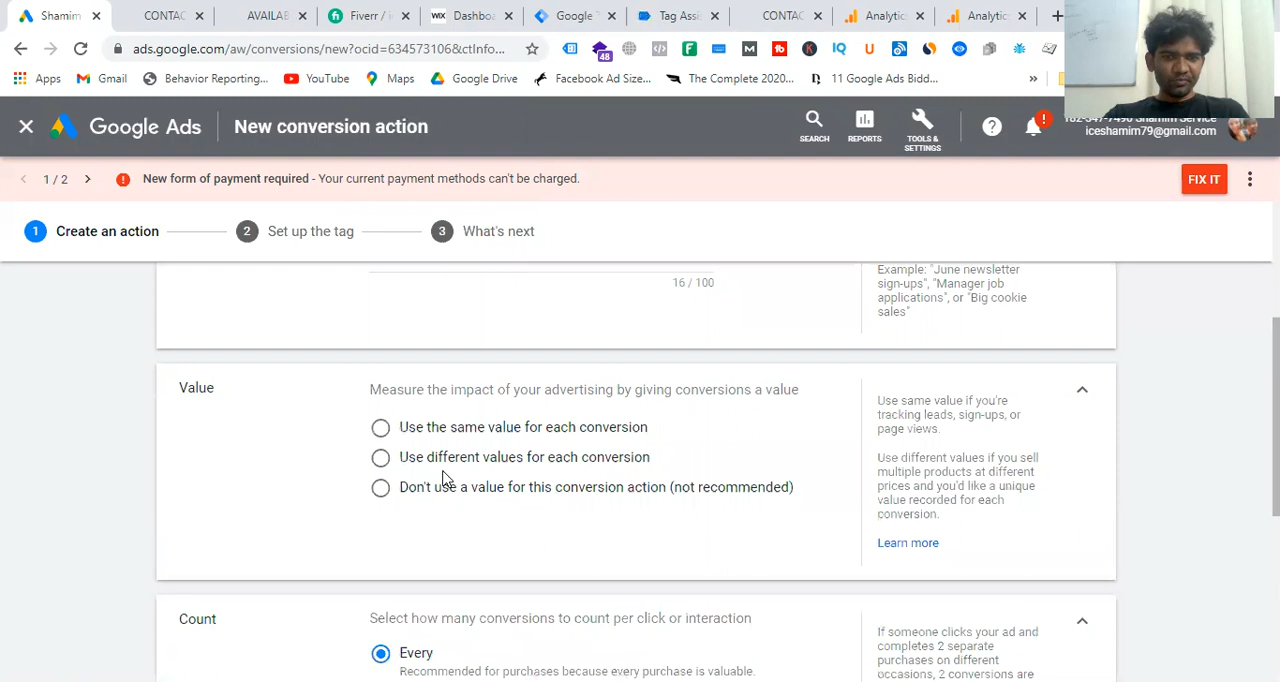 Shamim
CONTAC
AVAILAB
Fiverr / i
WIX
Dashboa
Google T
Tag Assis
CONTAC
Analytic
Analytic
ads.google.com/aw/conversions/new?ocid=634573106&ctInfo...
48
IQ
Apps
Gmail
Behavior Reporting...
YouTube
Maps
Google Drive
Facebook Ad Size...
The Complete 2020...
11 Google Ads Bidd...
»
Google Ads
New conversion action
SEARCH
REPORTS
TOOLS &
SETTINGS
iceshamim79@gmail.com
1 / 2
New form of payment required - Your current payment methods can't be charged.
FIX IT
1 Create an action
2 Set up the tag
3 What's next
16 / 100
Example: "June newsletter
sign-ups", "Manager job
applications", or "Big cookie
sales"
Value
Measure the impact of your advertising by giving conversions a value
Use the same value for each conversion
Use different values for each conversion
Don't use a value for this conversion action (not recommended)
Use same value if you're
tracking leads, sign-ups, or
page views.
Use different values if you sell
multiple products at different
prices and you'd like a unique
value recorded for each
conversion.
Learn more
Count
Select how many conversions to count per click or interaction
Every
Recommended for purchases because every purchase is valuable.
If someone clicks your ad and
completes 2 separate
purchases on different
occasions, 2 conversions are